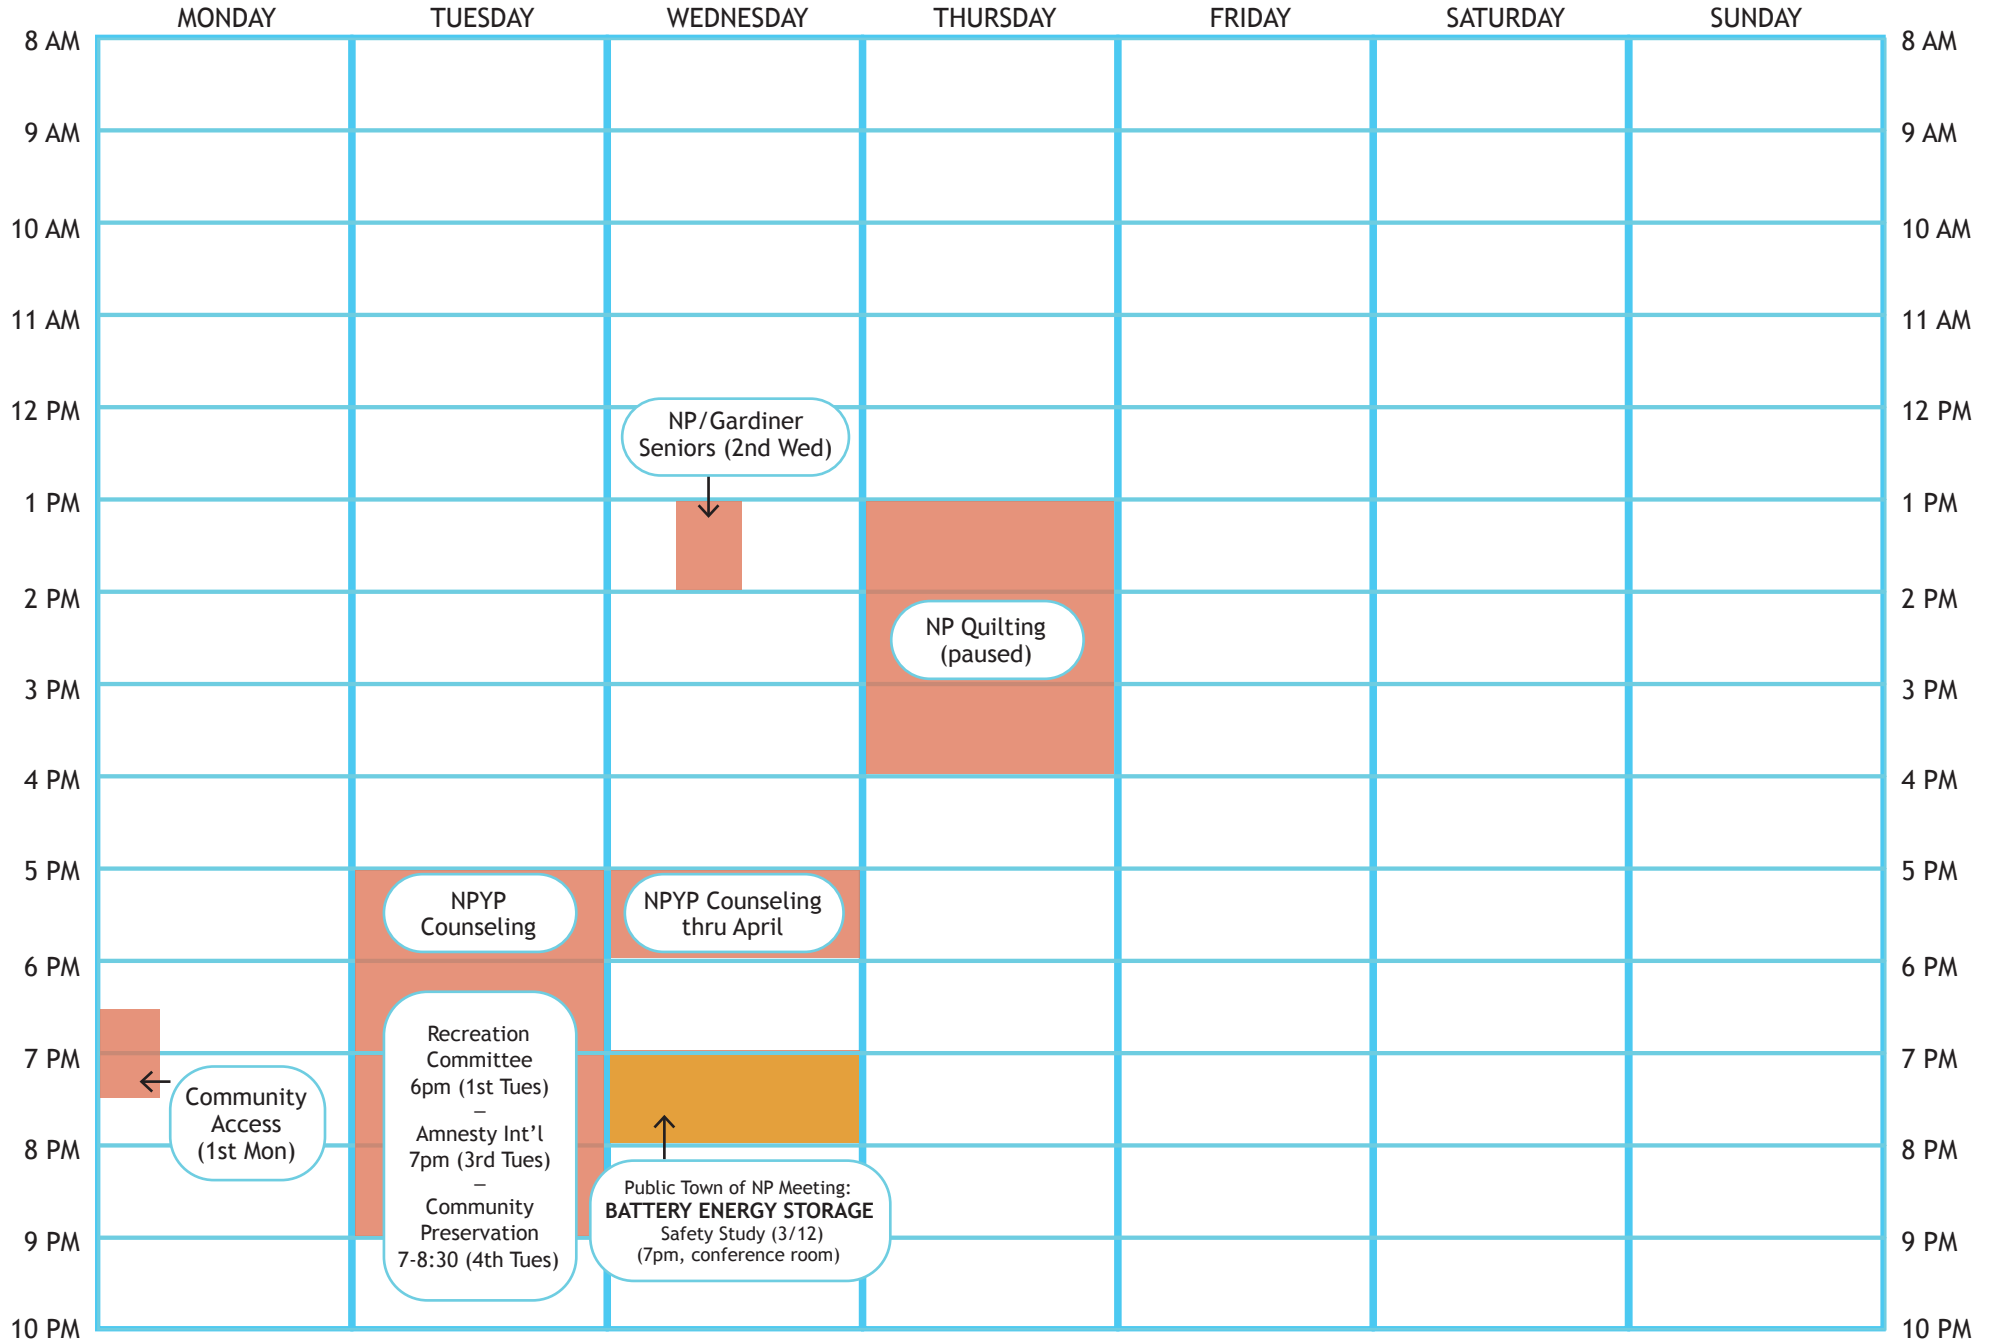 MONDAY TUESDAY WEDNESDAY THURSDAY FRIDAY SATURDAY SUNDAY
8 AM 8 AM
9 AM 9 AM
10 AM 10 AM
11 AM 11 AM
12 PM 12 PM
NP/Gardiner
Seniors (2nd Wed)
1 PM 1 PM
2 PM 2 PM
NP Quilting
(paused)
3 PM 3 PM
4 PM 4 PM
5 PM 5 PM
NPYP
Counseling
NPYP Counseling
thru April
6 PM 6 PM
7 PM 7 PM
Community
Access
(1st Mon)
Recreation
Committee
6pm (1st Tues)
–
Amnesty Int’l
7pm (3rd Tues)
–
Community
Preservation
7-8:30 (4th Tues)
8 PM 8 PM
Public Town of NP Meeting:
BATTERY ENERGY STORAGE
Safety Study (3/12)
(7pm, conference room)
9 PM 9 PM
10 PM 10 PM